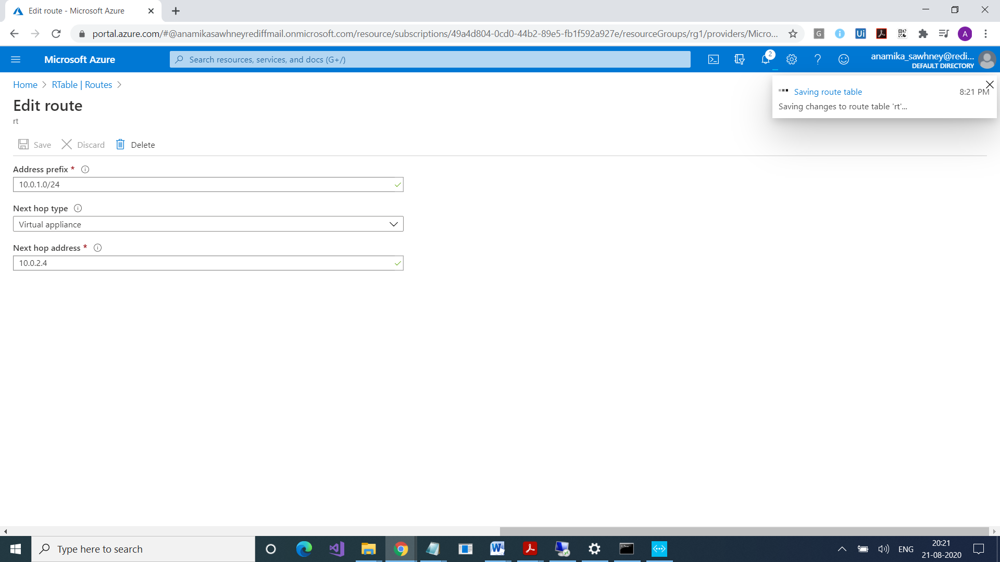 Edit route - Microsoft Azure
portal.azure.com/#@anamikasawhneyrediffmail.onmicrosoft.com/resource/subscriptions/49a4d804-0cd0-44b2-89e5-fb1f592a927e/resourceGroups/rg1/providers/Micro...
G
i
Ui
A
Microsoft Azure
Search resources, services, and docs (G+/)
2
anamika_sawhney@redi...
DEFAULT DIRECTORY
Home > RTable | Routes >
Saving route table
8:21 PM
Saving changes to route table 'rt'...
Edit route
rt
Save
Discard
Delete
Address prefix *
10.0.1.0/24
Next hop type
Virtual appliance
Next hop address *
10.0.2.4
Type here to search
W
ENG
20:21
21-08-2020